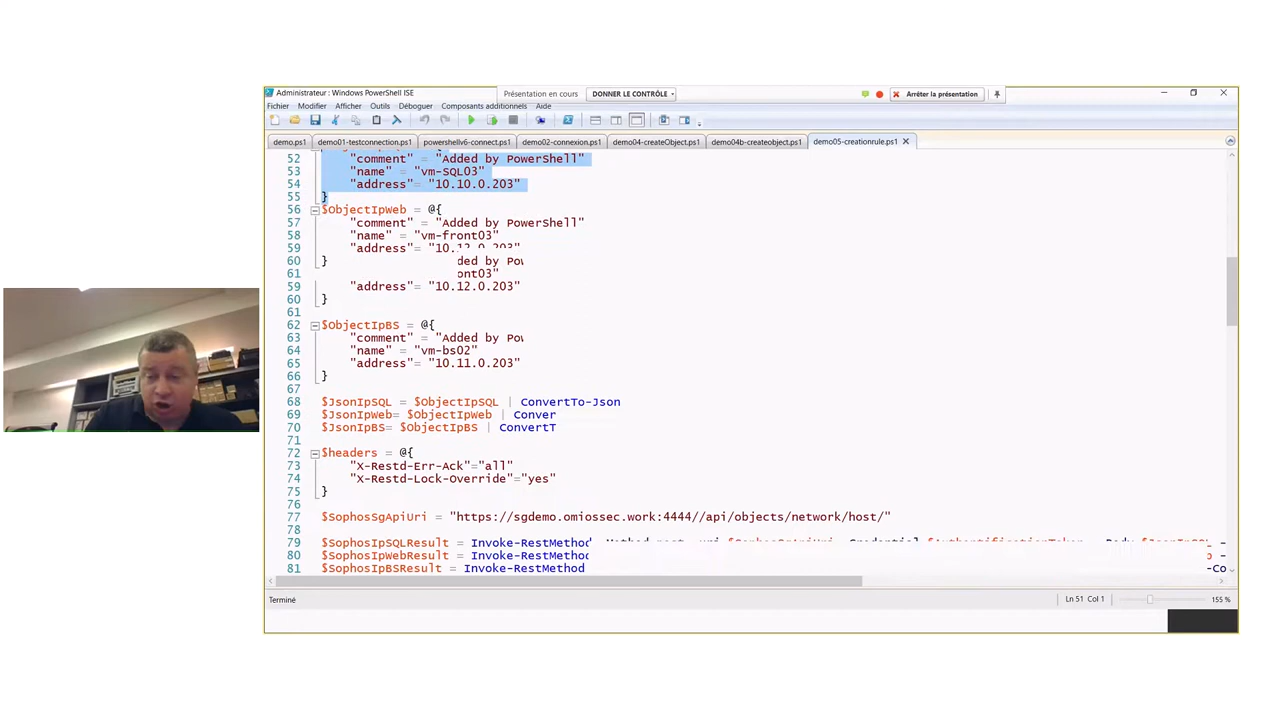 Administrateur : Windows PowerShell ISE
Présentation en cours
DONNER LE CONTRÔLE
Arrêter la présentation
Fichier Modifier Afficher Outils Déboguer Composants additionnels Aide
demo.ps1 demo01-testconnection.ps1 powershellv6-connect.ps1 demo02-connexion.ps1 demo04-createObject.ps1 demo04b-createobject.ps1 demo05-creationrule.ps1
52 "comment" = "Added by PowerShell"
53 "name" = "vm-SQL03"
54 "address"= "10.10.0.203"
55 }
56 $ObjectIpWeb = @{
57 "comment" = "Added by PowerShell"
58 "name" = "vm-front03"
59 "address"= "10.12.0.203"
60 }
61 ont03"
59 "address"= "10.12.0.203"
60 }
61
62 $ObjectIpBS = @{
63 "comment" = "Added by
64 "name" = "vm-bs02"
65 "address"= "10.11.0.203"
66 }
67
68 $JsonIpSQL = $ObjectIpSQL | ConvertTo-Json
69 $JsonIpWeb= $ObjectIpWeb | Conver
70 $JsonIpBS= $ObjectIpBS | ConvertT
71
72 $headers = @{
73 "X-Restd-Err-Ack"="all"
74 "X-Restd-Lock-Override"="yes"
75 }
76
77 $SophosSgApiUri = "https://sgdemo.omiossec.work:4444//api/objects/network/host/"
78
79 $SophosIpSQLResult = Invoke-RestMethod
80 $SophosIpWebResult = Invoke-RestMethod
81 $SophosIpBSResult = Invoke-RestMethod -Co
Terminé
Ln 51 Col 1
155 %